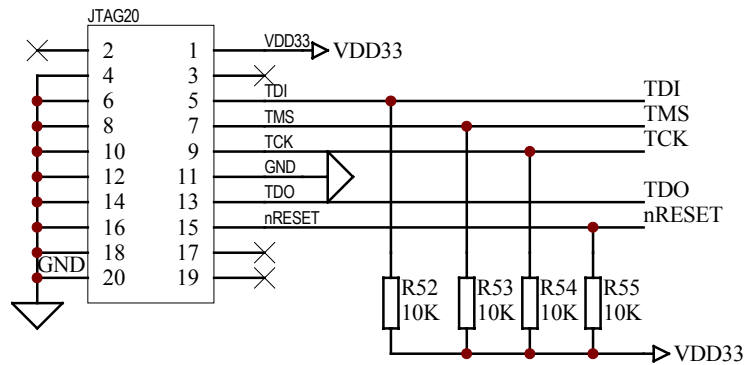 JTAG20
2 1 VDD33 VDD33
4 3
6 5 TDI TDI
8 7 TMS TMS
10 9 TCK TCK
12 11 GND
14 13 TDO TDO
16 15 nRESET nRESET
18 17
GND
20 19
R52 R53 R54 R55
10K 10K 10K 10K
VDD33